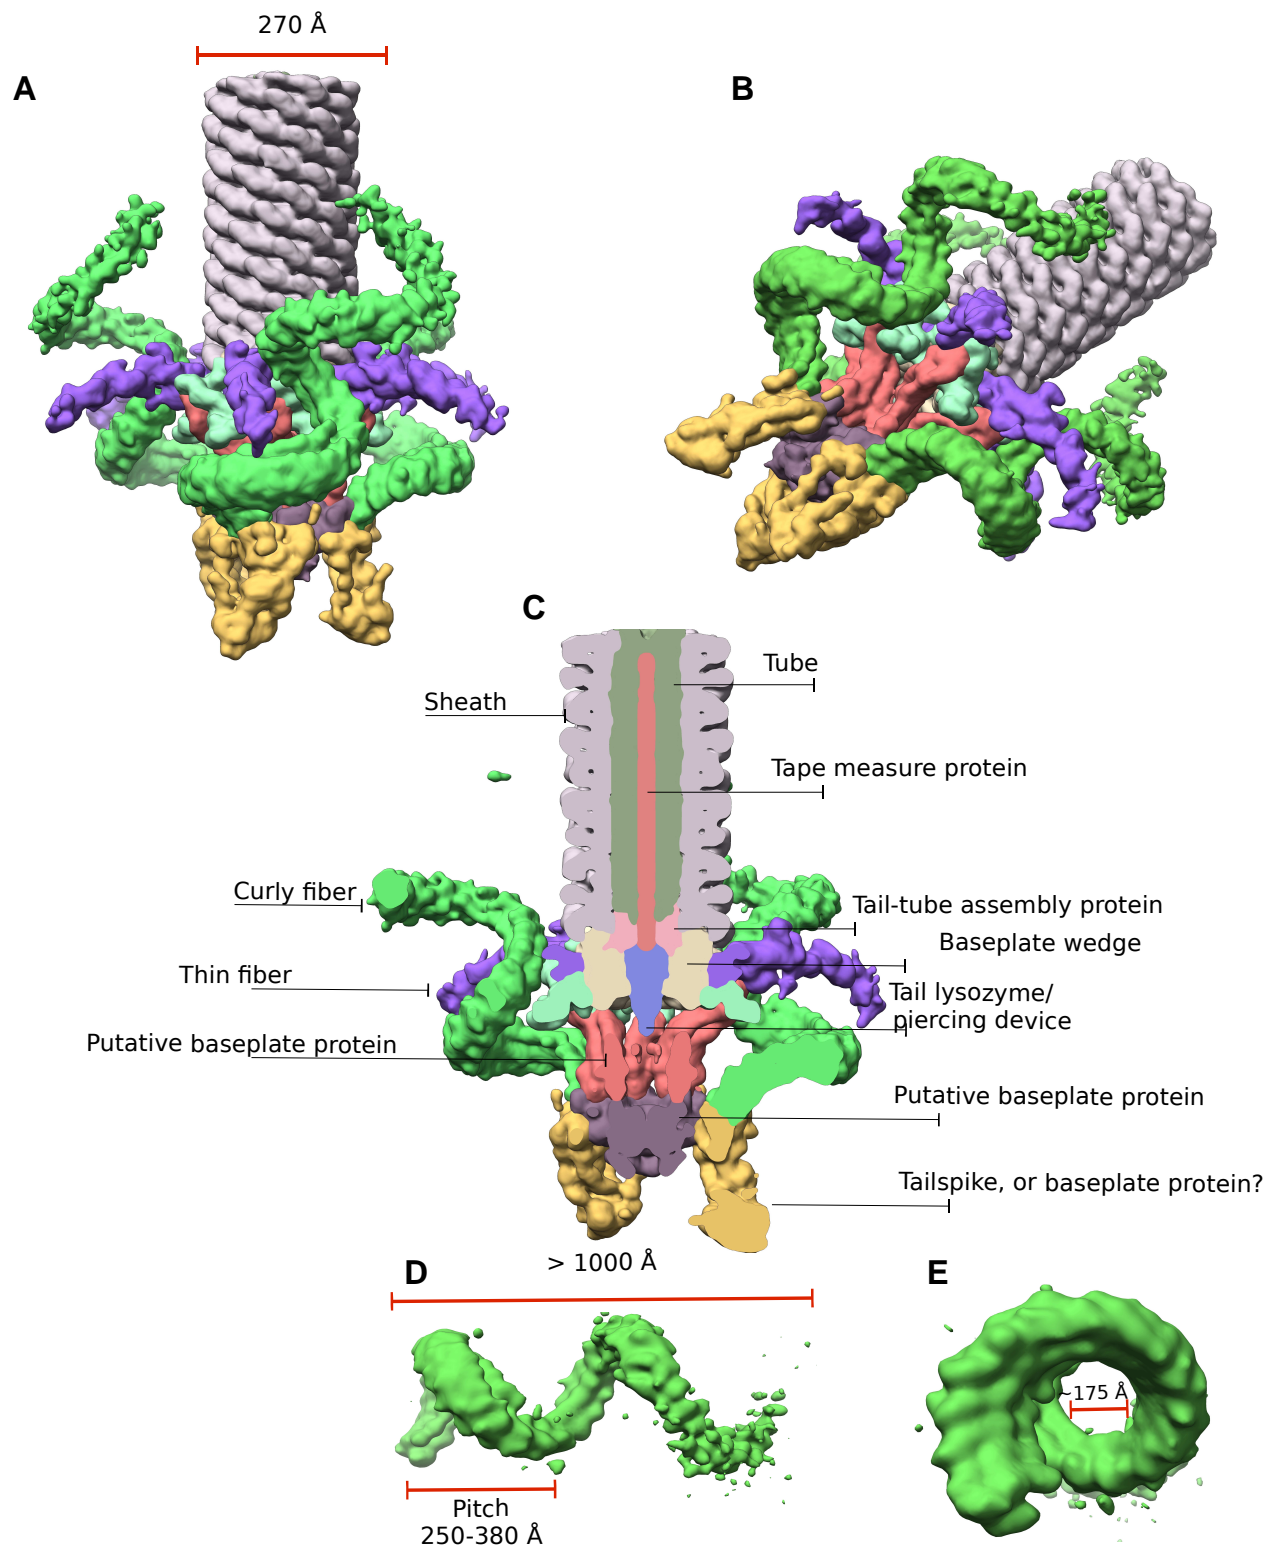 270 Å
A
B
C
Tube
Sheath
Tape measure protein
Curly fiber
Tail-tube assembly protein
Baseplate wedge
Thin fiber
Tail lysozyme/
piercing device
Putative baseplate protein
Putative baseplate protein
Tailspike, or baseplate protein?
D
> 1000 Å
E
~175 Å
Pitch
250-380 Å